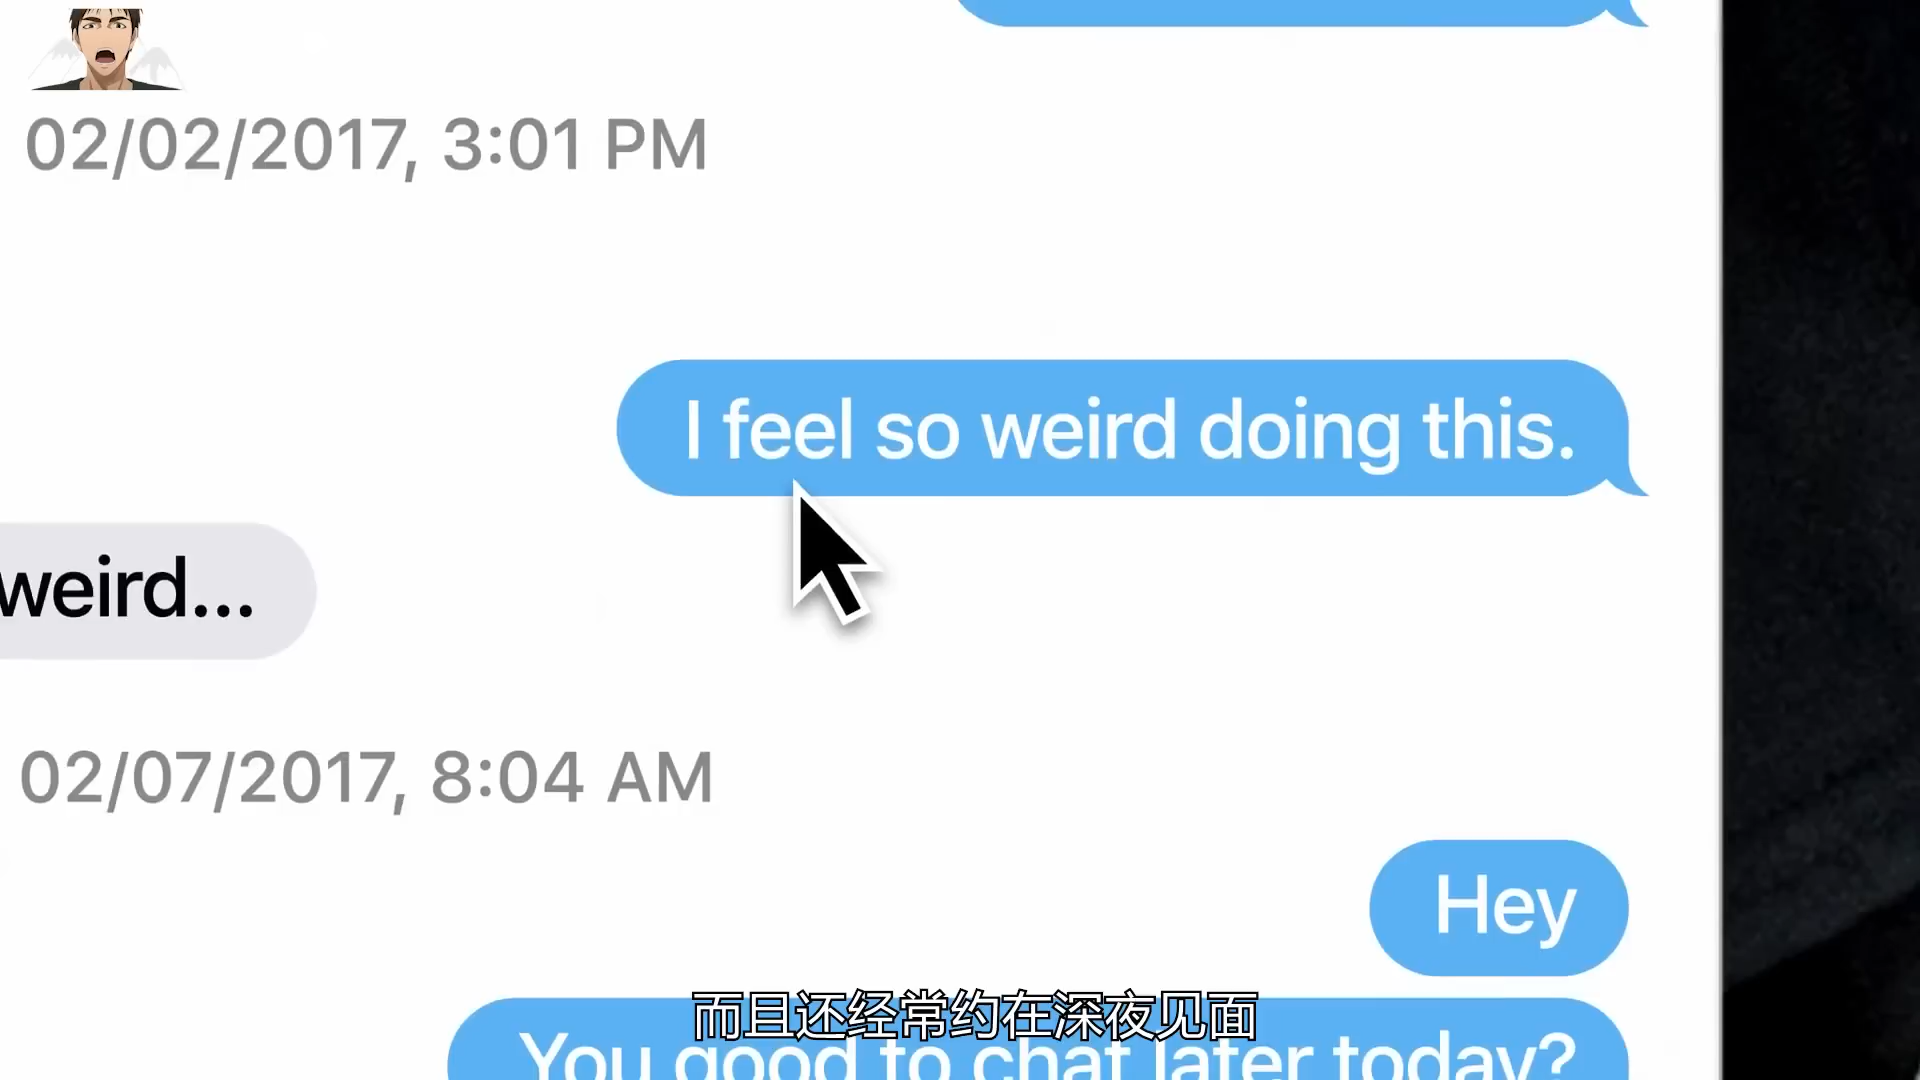 02/02/2017, 3:01 PM
I feel so weird doing this.
weird...
02/07/2017, 8:04 AM
Hey
You good to chat later today?
而且还经常约在深夜见面